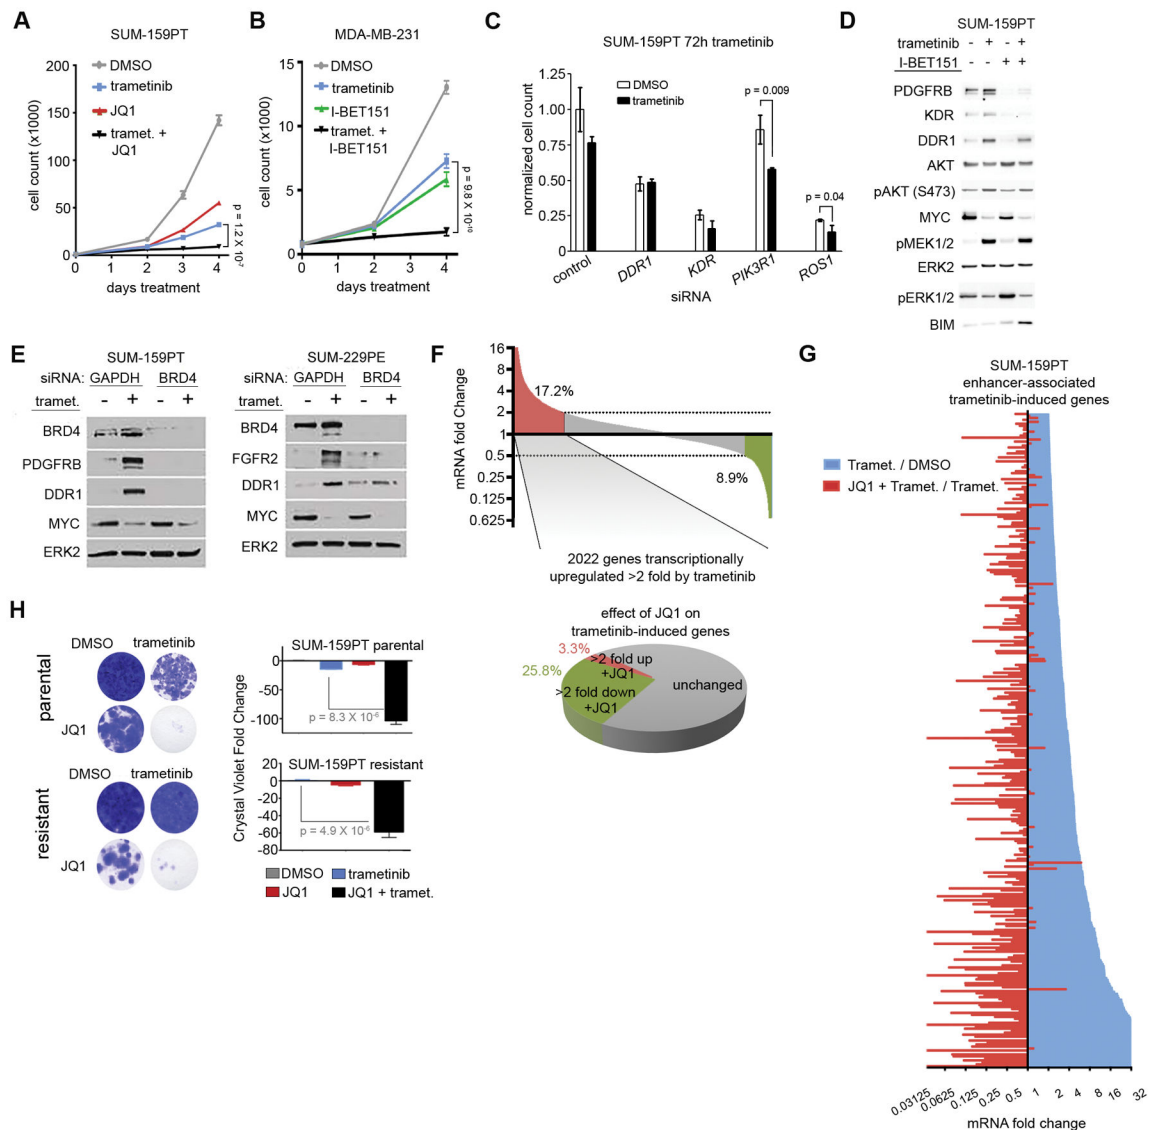 A
SUM-159PT
200
150
100
50
0
cell count (x1000)
0 1 2 3 4
days treatment
DMSO
trametinib
JQ1
tramet. +
JQ1
p = 1.2 X 10-7
B
MDA-MB-231
15
10
5
0
cell count (x1000)
0 1 2 3 4
days treatment
DMSO
trametinib
I-BET151
tramet. +
I-BET151
p = 9.8 X 10-10
C
SUM-159PT 72h trametinib
1.25
1.00
0.75
0.50
0.25
0
normalized cell count
DMSO
trametinib
p = 0.009
p = 0.04
control DDR1 KDR PIK3R1 ROS1
siRNA
D
SUM-159PT
trametinib - + - +
I-BET151 - - + +
PDGFRB
KDR
DDR1
AKT
pAKT (S473)
MYC
pMEK1/2
ERK2
pERK1/2
BIM
E
SUM-159PT
siRNA: GAPDH BRD4
tramet. - + - +
BRD4
PDGFRB
DDR1
MYC
ERK2
SUM-229PE
siRNA: GAPDH BRD4
tramet. - + - +
BRD4
FGFR2
DDR1
MYC
ERK2
F
16
8
4
2
1
0.5
0.25
0.125
0.625
mRNA fold Change
17.2%
8.9%
2022 genes transcriptionally
upregulated >2 fold by trametinib
effect of JQ1 on
trametinib-induced genes
3.3%
>2 fold up
+JQ1
25.8%
>2 fold down
+JQ1
unchanged
G
SUM-159PT
enhancer-associated
trametinib-induced genes
Tramet. / DMSO
JQ1 + Tramet. / Tramet.
0.03125 0.0625 0.125 0.25 0.5 1 2 4 8 16 32
mRNA fold change
H
DMSO trametinib
parental
JQ1
DMSO trametinib
resistant
JQ1
Crystal Violet Fold Change
SUM-159PT parental
0
-50
-100
p = 8.3 X 10-6
SUM-159PT resistant
20
0
-20
-40
-60
-80
p = 4.9 X 10-6
DMSO trametinib
JQ1 JQ1 + tramet.